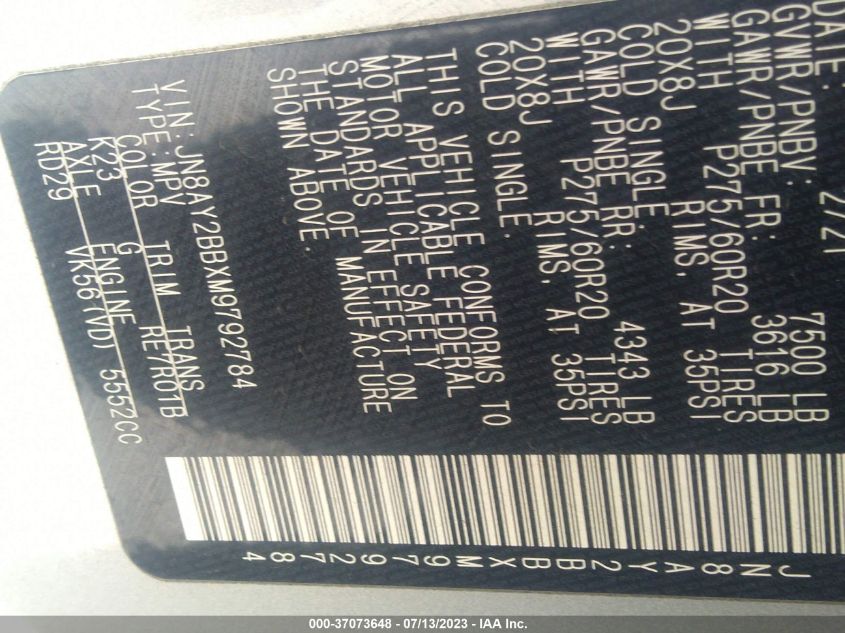 DATE: 2/21
GVWR/PNBV: 7500 LB
GAWR/PNBE FR: 3616 LB
WITH P275/60R20 TIRES
20X8J RIMS, AT 35PSI
COLD SINGLE.
GAWR/PNBE RR: 4343 LB
WITH P275/60R20 TIRES
20X8J RIMS, AT 35PSI
COLD SINGLE.
THIS VEHICLE CONFORMS TO
ALL APPLICABLE FEDERAL
MOTOR VEHICLE SAFETY
STANDARDS IN EFFECT ON
THE DATE OF MANUFACTURE
SHOWN ABOVE.
VIN: JN8AY2BBXM9792784
TYPE:MPV
COLOR TRIM TRANS
K23 G RE7R01B
AXLE ENGINE
RD29 VK56(VD) 5552CC
JN8AY2BBXM9792784
000-37073648 - 07/13/2023 - IAA Inc.